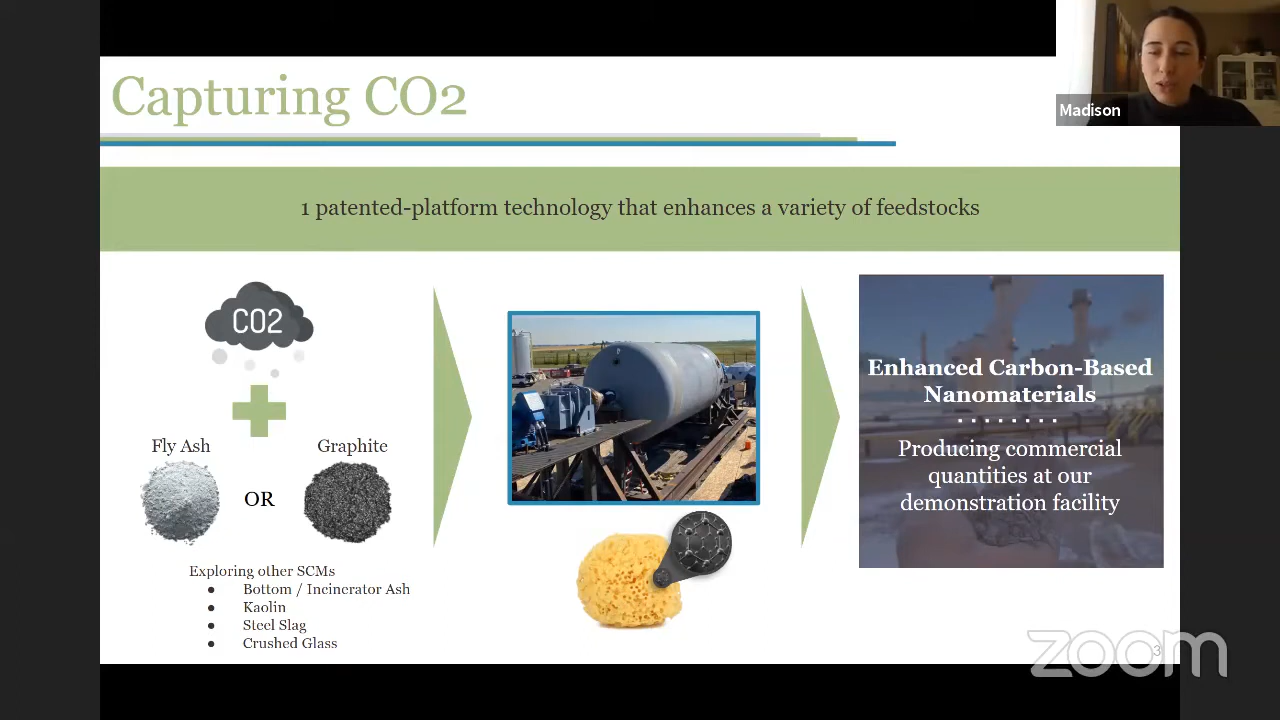 Capturing CO2
Madison
1 patented-platform technology that enhances a variety of feedstocks
CO2
Fly Ash
Graphite
OR
Exploring other SCMs
● Bottom / Incinerator Ash
● Kaolin
● Steel Slag
● Crushed Glass
Enhanced Carbon-Based
Nanomaterials
Producing commercial
quantities at our
demonstration facility
3
zoom